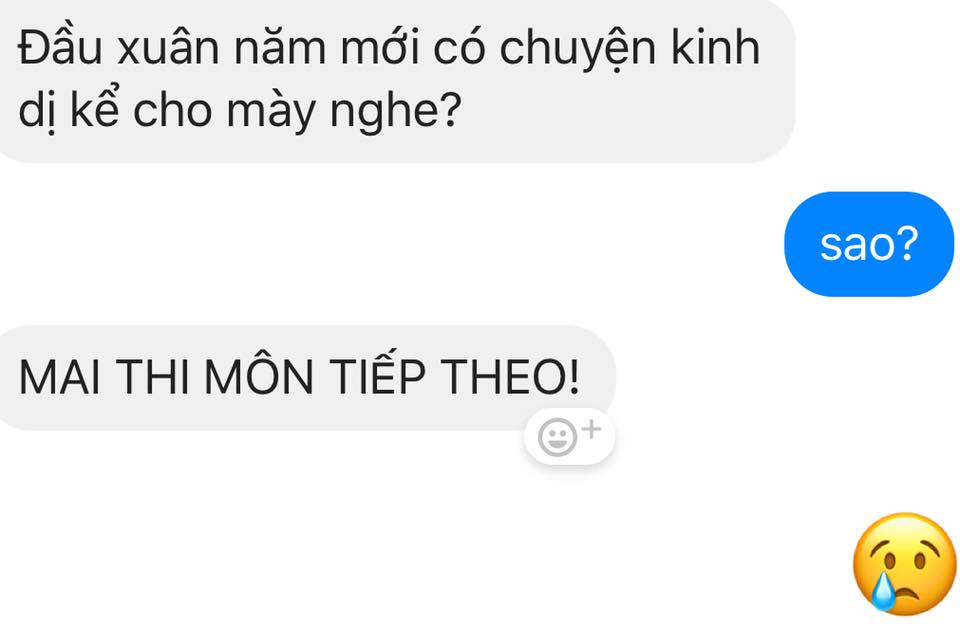 Đầu xuân năm mới có chuyện kinh
dị kể cho mày nghe?
sao?
MAI THI MÔN TIẾP THEO!